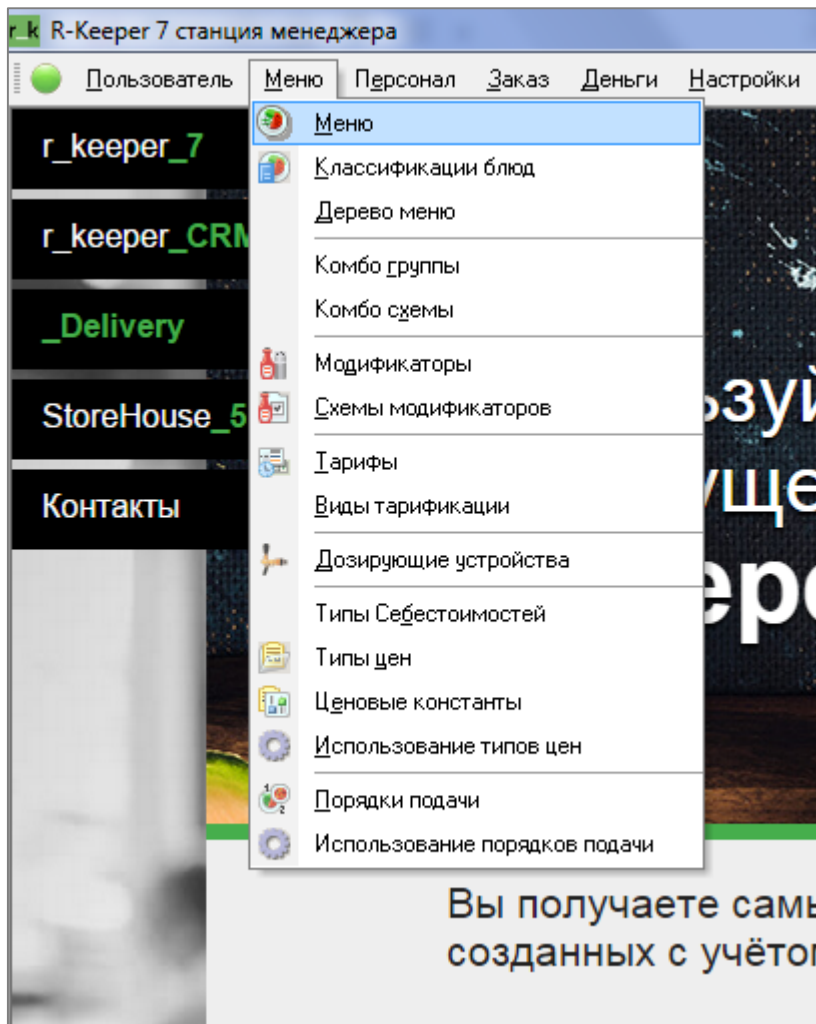 r_k R-Keeper 7 станция менеджера
Пользователь Меню Персонал Заказ Деньги Настройки
r_keeper_7
r_keeper_CRM
_Delivery
StoreHouse_5
Контакты
Меню
Классификации блюд
Дерево меню
Комбо группы
Комбо схемы
Модификаторы
Схемы модификаторов
Тарифы
Виды тарификации
Дозирующие устройства
Типы Себестоимостей
Типы цен
Ценовые константы
Использование типов цен
Порядки подачи
Использование порядков подачи
Вы получаете
созданных с